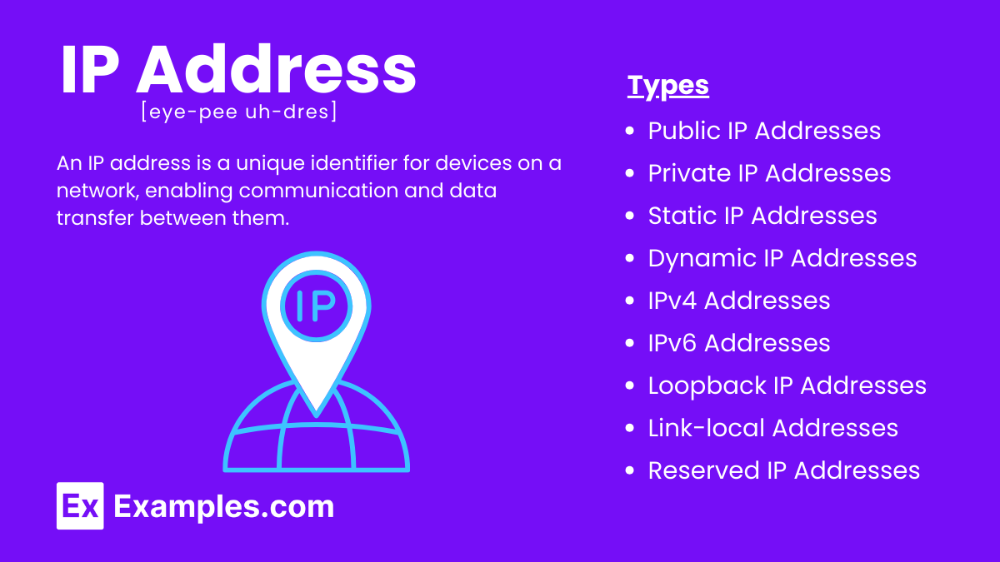 IP Address
[eye-pee uh-dres]
An IP address is a unique identifier for devices on a
network, enabling communication and data
transfer between them.
IP
Ex Examples.com
Types
• Public IP Addresses
• Private IP Addresses
• Static IP Addresses
• Dynamic IP Addresses
• IPv4 Addresses
• IPv6 Addresses
• Loopback IP Addresses
• Link-local Addresses
• Reserved IP Addresses